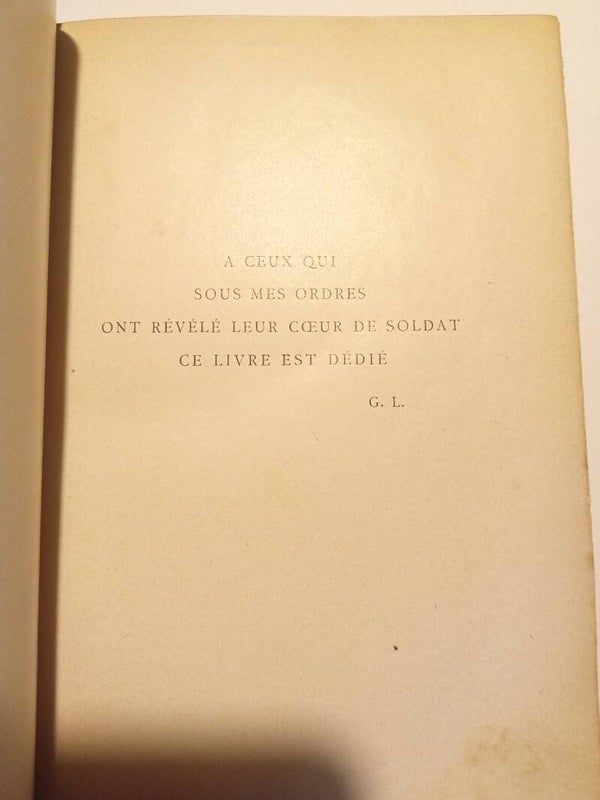 A CEUX QUI
SOUS MES ORDRES
ONT RÉVÉLÉ LEUR CŒUR DE SOLDAT
CE LIVRE EST DÉDIÉ
G. L.